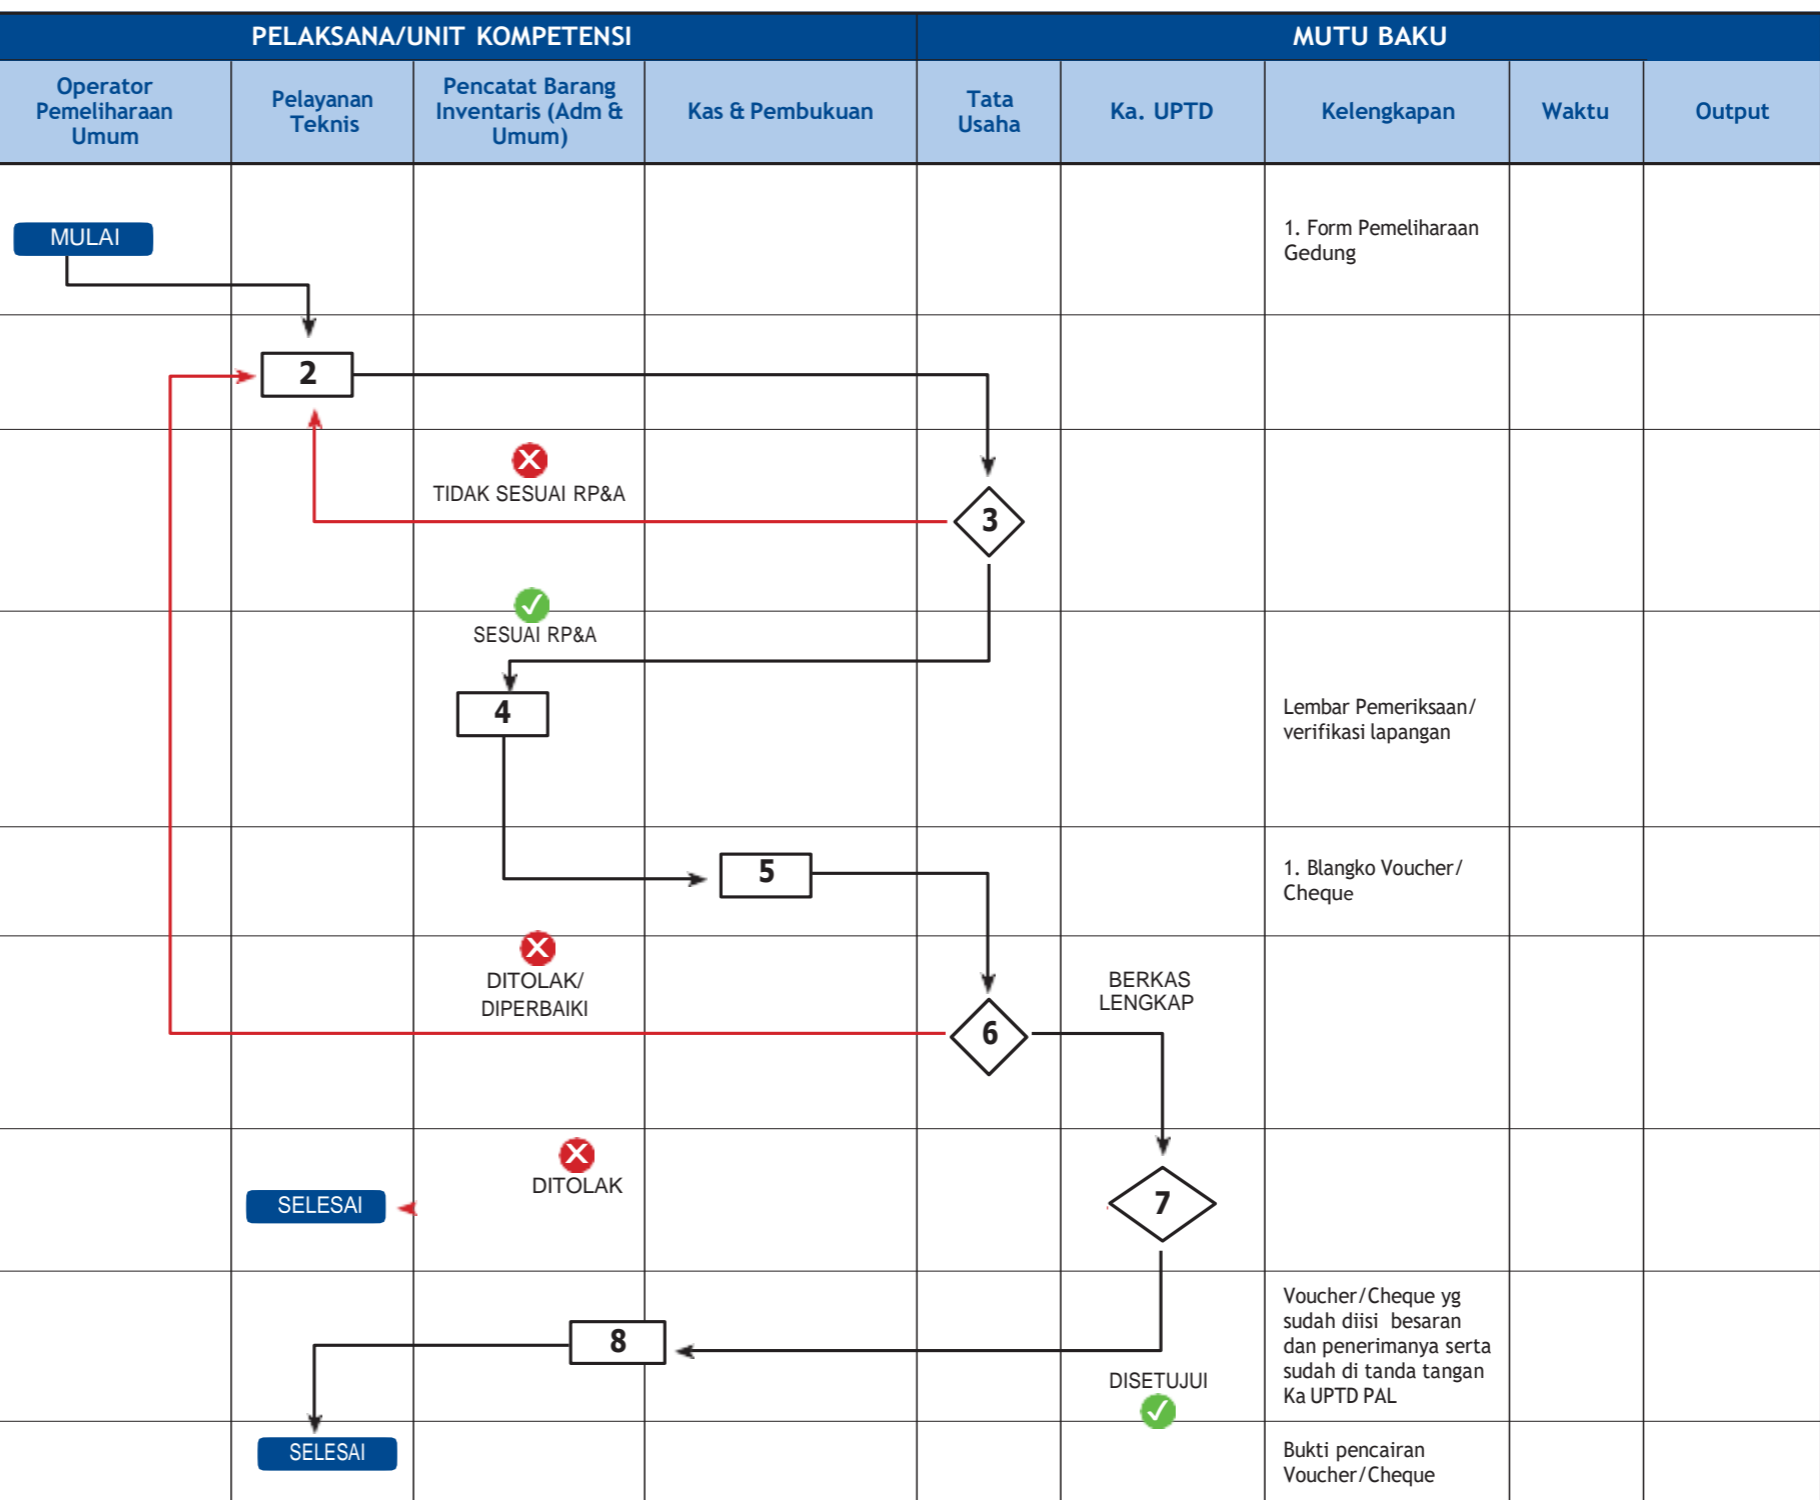 PELAKSANA/UNIT KOMPETENSI
MUTU BAKU
Operator
Pemeliharaan
Umum
Pelayanan
Teknis
Pencatat Barang
Inventaris (Adm &
Umum)
Kas & Pembukuan
Tata
Usaha
Ka. UPTD
Kelengkapan
Waktu
Output
MULAI
1. Form Pemeliharaan
Gedung
2
TIDAK SESUAI RP&A
3
SESUAI RP&A
4
Lembar Pemeriksaan/
verifikasi lapangan
5
1. Blangko Voucher/
Cheque
DITOLAK/
DIPERBAIKI
6
BERKAS
LENGKAP
DITOLAK
SELESAI
7
Voucher/Cheque yg
sudah diisi besaran
dan penerimanya serta
sudah di tanda tangan
Ka UPTD PAL
8
DISETUJUI
SELESAI
Bukti pencairan
Voucher/Cheque